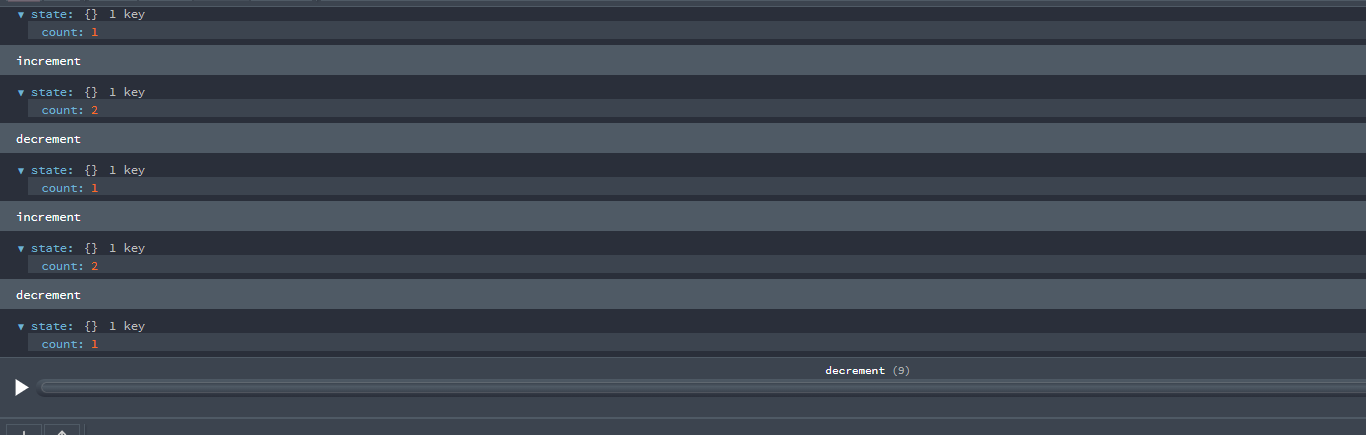 ▼ state: {} 1 key
count: 1
increment
▼ state: {} 1 key
count: 2
decrement
▼ state: {} 1 key
count: 1
increment
▼ state: {} 1 key
count: 2
decrement
▼ state: {} 1 key
count: 1
decrement (9)